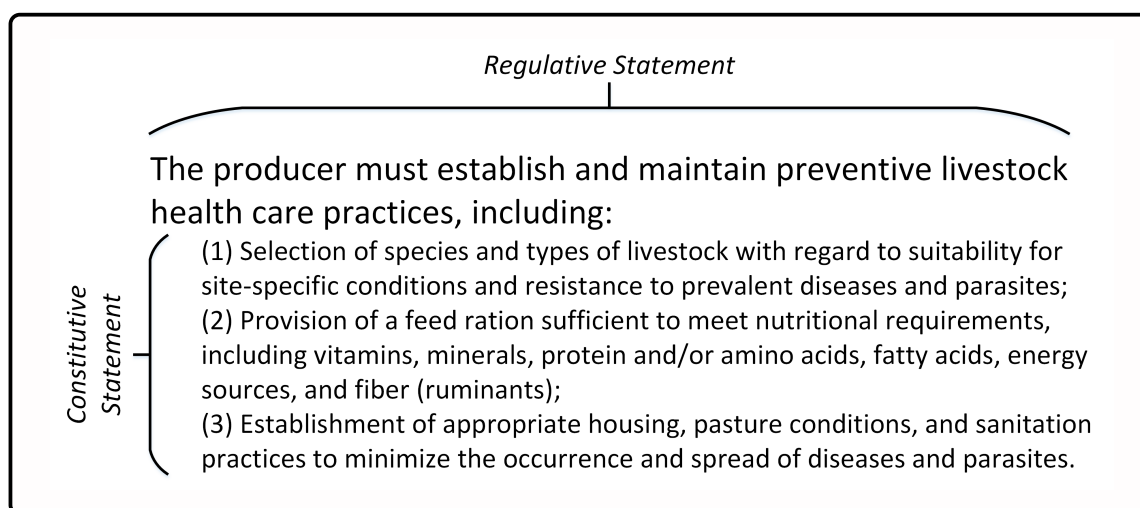 Regulative Statement
The producer must establish and maintain preventive livestock
health care practices, including:
Constitutive
Statement
(1) Selection of species and types of livestock with regard to suitability for
site-specific conditions and resistance to prevalent diseases and parasites;
(2) Provision of a feed ration sufficient to meet nutritional requirements,
including vitamins, minerals, protein and/or amino acids, fatty acids, energy
sources, and fiber (ruminants);
(3) Establishment of appropriate housing, pasture conditions, and sanitation
practices to minimize the occurrence and spread of diseases and parasites.